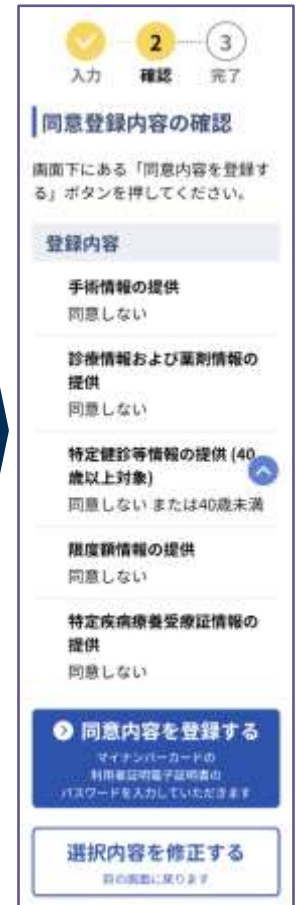 2
3
入力
確認
完了
同意登録内容の確認
画面下にある「同意内容を登録す
る」ボタンを押してください。
登録内容
手術情報の提供
同意しない
診療情報および薬剤情報の
提供
同意しない
特定健診等情報の提供 (40
歳以上対象)
同意しない または40歳未満
限度額情報の提供
同意しない
特定疾病療養受療証情報の
提供
同意しない
同意内容を登録する
マイナンバーカードの
利用者証明電子証明書の
パスワードを入力していただきます
選択内容を修正する
前の画面に戻ります